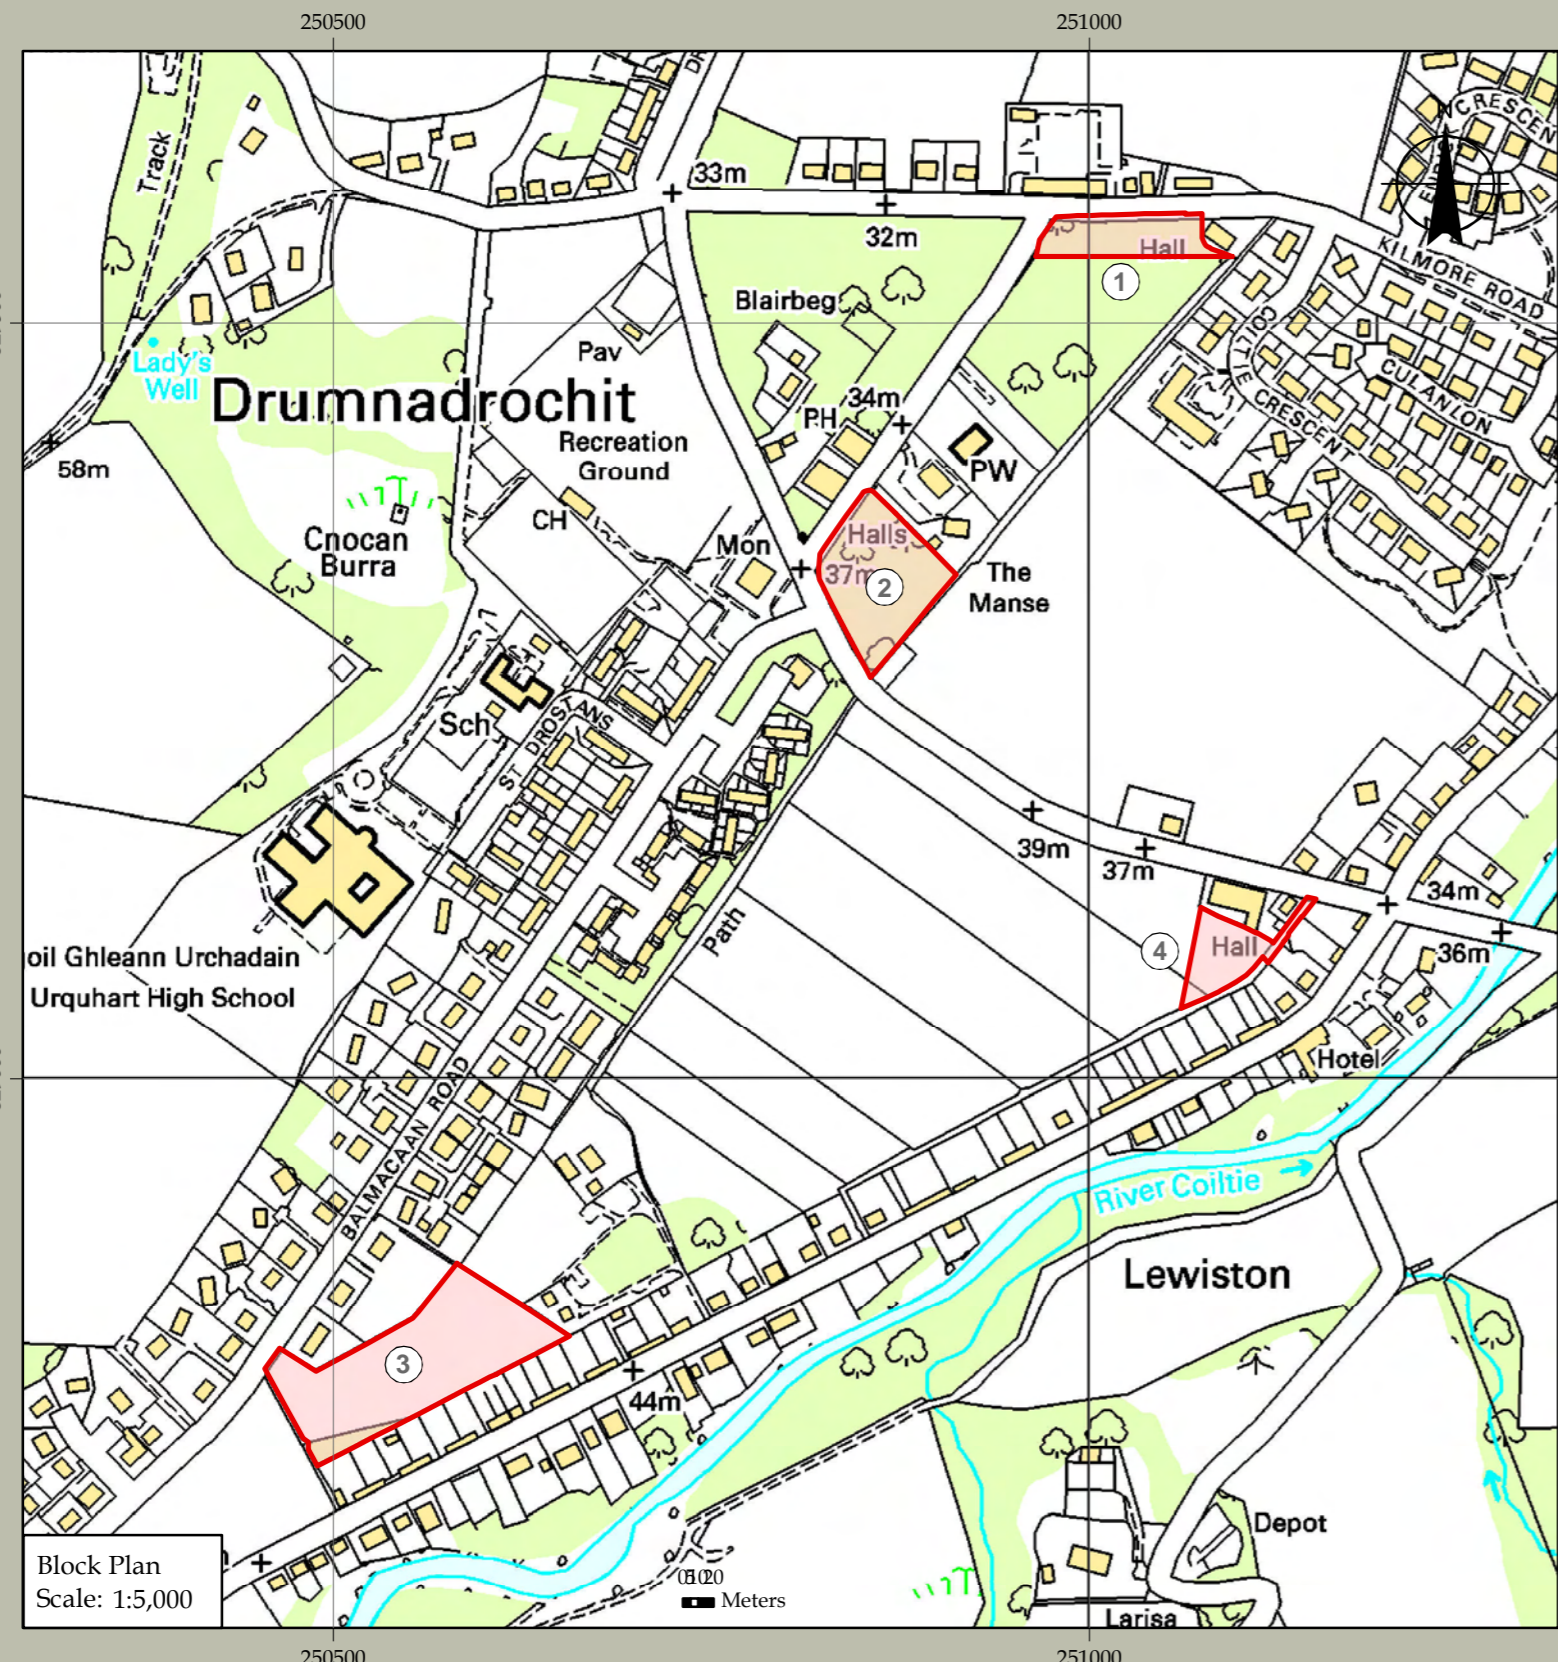 250500
251000
Track
33m
32m
CRESCEN
N
KILMORE ROAD
Hall
1
Blairbeg
Pav
Lady's
Well
Drumnadrochit
34m
PH
Recreation
Ground
COILTIE CRESCENT
CULANLON
58m
PW
CH
Halls
Mon
Cnocan
Burra
37m
2
The
Manse
Sch
ST DROSTANS
39m
37m
34m
36m
Path
4
Hall
oil Ghleann Urchadain
Urquhart High School
Hotel
BALMACAN ROAD
River Coiltie
Lewiston
3
44m
Depot
Larisa
Block Plan
Scale: 1:5,000
Meters
250500
251000